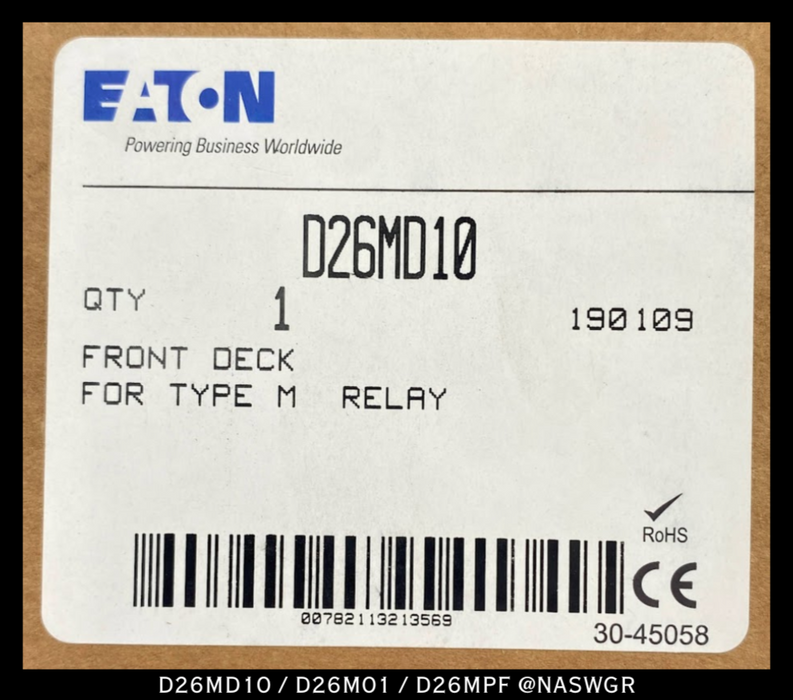 EATON
Powering Business Worldwide
D26MD10
QTY 1 190109
FRONT DECK
FOR TYPE M RELAY
RoHS
CE
00782113213569
30-45058
D26MD10 / D26M01 / D26MPF @NASWGR